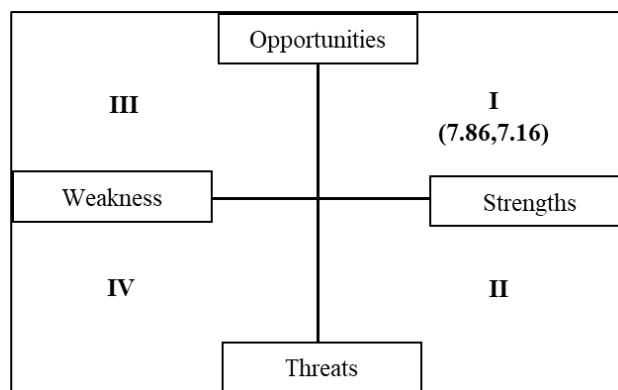 Opportunities
III
I
(7.86,7.16)
Weakness
Strengths
IV
II
Threats